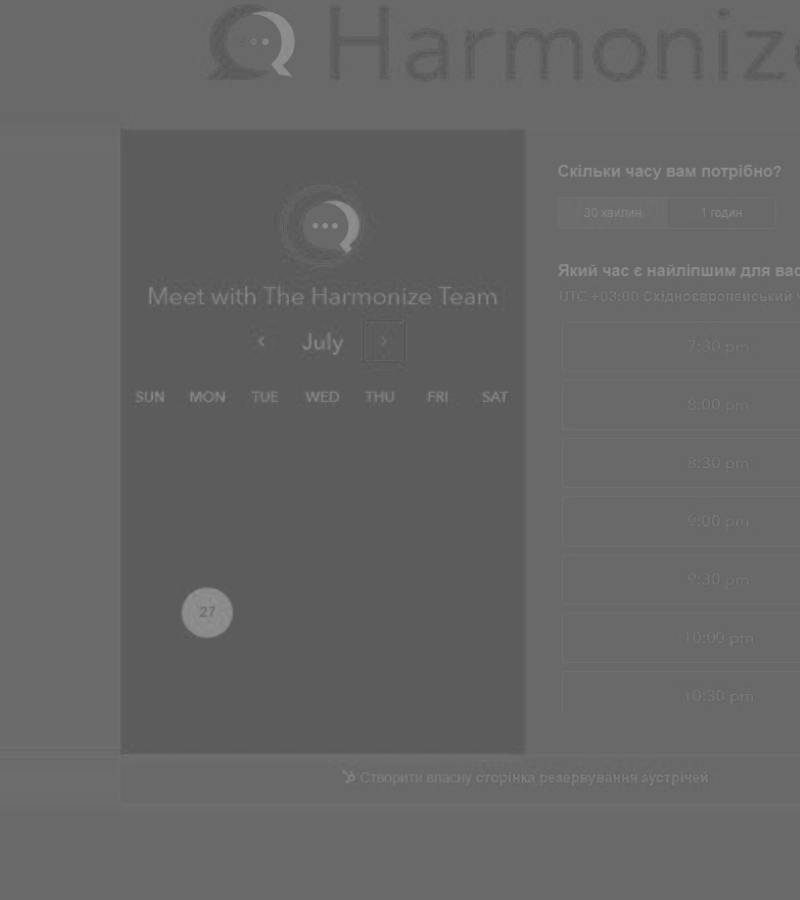 Harmonize
Meet with The Harmonize Team
July
SUN MON TUE WED THU FRI SAT
27
Скільки часу вам потрібно?
30 хвилин 1 годин
Який час є найліпшим для вас
UTC +03:00 Східноєвропейський ч
7:30 pm
8:00 pm
8:30 pm
9:00 pm
9:30 pm
10:00 pm
10:30 pm
Створити власну сторінка резервування зустрічей